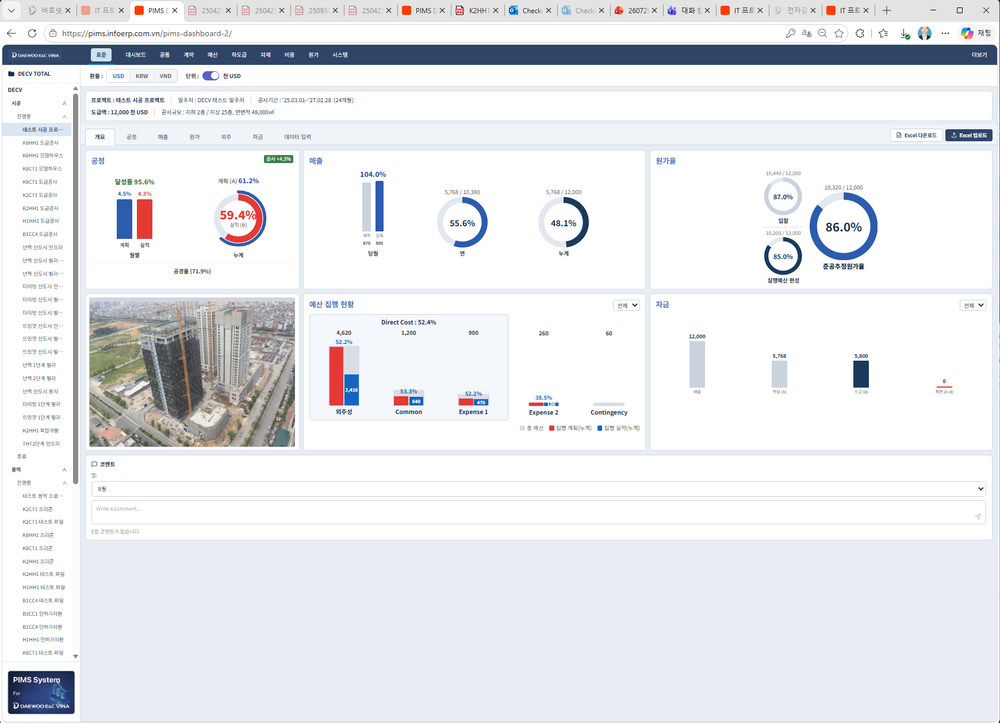 바로넷
IT 프로
PIMS D
25042
25042
25093
25042
PIMS D
K2HH1
Checki
Checki
26072
대화 침
IT 프로
전자결
IT 프로
https://pims.infoerp.com.vn/pims-dashboard-2/
채팅
DAEWOO E&C VINA
표준 대시보드 공통 계약 예산 하도급 자재 비용 원가 시스템 더보기
DECV TOTAL
환율 : USD KRW VND 단위 : 천 USD
DECV
시공
진행중
테스트 시공 프로…
K8HH1 도급공사
K8HH1 모델하우스
K8CT1 모델하우스
K8CT1 도급공사
K2CT1 도급공사
K2HH1 도급공사
H1HH1 도급공사
B1CC4 도급공사
년짝 신도시 인프라
년짝 신도시 빌라 …
년짝 신도시 빌라 …
타이빙 신도시 인…
타이빙 신도시 빌…
타이빙 신도시 빌…
뜨엉깟 신도시 인…
뜨엉깟 신도시 빌…
뜨엉깟 신도시 빌…
년짝 1단계 빌라
년짝 2단계 빌라
년짝 신도시 용지
타이빙 1단계 빌라
뜨엉깟 1단계 빌라
K2HH1 복합개발
THT2단계 인프라
종료
용역
진행중
테스트 용역 프로…
K2CT1 프리콘
K2CT1 테스트 파일
K8HH1 프리콘
K8CT1 프리콘
K2HH1 프리콘
K2HH1 테스트 파일
H1HH1 테스트 파일
B1CC4 테스트 파일
B3CC1 인허가지원
B1CC4 인허가지원
H1HH1 인허가지원
K8CT1 테스트 파일
PIMS System
For
DAEWOO E&C VINA
프로젝트 : 테스트 시공 프로젝트 발주처 : DECV 테스트 발주처 공사기간 : '25.03.01~'27.02.28 (24개월)
도급액 : 12,000 천 USD 공사규모 : 지하 2층 / 지상 25층, 연면적 48,000㎡
개요 공정 매출 원가 외주 자금 데이터 입력
Excel 다운로드 Excel 업로드
공정
공사 +4.3%
달성률 95.6%
4.5% 4.3%
계획 실적
월별
계획 (A) 61.2%
59.4%
실적 (B)
누계
공경율 (71.9%)
매출
104.0%
계획 실적
870 905
당월
5,768 / 10,380
55.6%
연
5,768 / 12,000
48.1%
누계
원가율
10,440 / 12,000
87.0%
입찰
10,200 / 12,000
85.0%
실행예산 편성
10,320 / 12,000
86.0%
준공추정원가율
예산 집행 현황
전체
Direct Cost : 52.4%
4,620 1,200 900 260 60
52.2%
2,410
외주성
53.3%
640
Common
52.2%
470
Expense 1
38.5%
100
Expense 2
Contingency
총 예산 집행 계획(누계) 집행 실적(누계)
자금
전체
12,000
매출
5,768
확정 (A)
5,800
수금 (B)
0
채권 (A-B)
코멘트
월:
8월
Write a comment...
8월 코멘트가 없습니다.